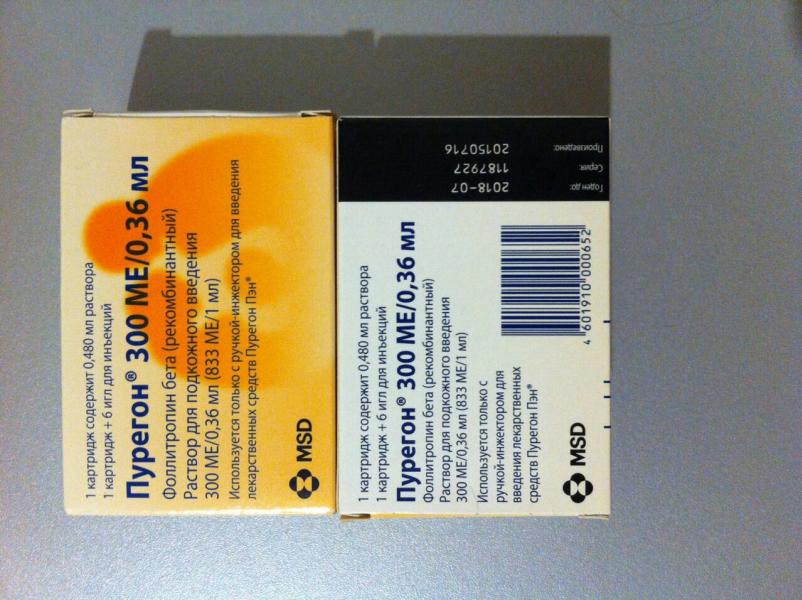 1 картридж содержит 0,480 мл раствора
1 картридж + 6 игл для инъекций
Пурегон® 300 МЕ/0,36 мл
Фоллитропин бета (рекомбинантный)
Раствор для подкожного введения
300 МЕ/0,36 мл (833 МЕ/1 мл)
Используется только с ручкой-инжектором для введения
лекарственных средств Пурегон Пэн®
MSD
Произведено: 20150716
Серия: 1187927
Годен до: 2018-07
1 картридж содержит 0,480 мл раствора
1 картридж + 6 игл для инъекций
Пурегон® 300 МЕ/0,36 мл
Фоллитропин бета (рекомбинантный)
Раствор для подкожного введения
300 МЕ/0,36 мл (833 МЕ/1 мл)
Используется только с
ручкой-инжектором для
введения лекарственных
средств Пурегон Пэн®
MSD
4 601910 000652